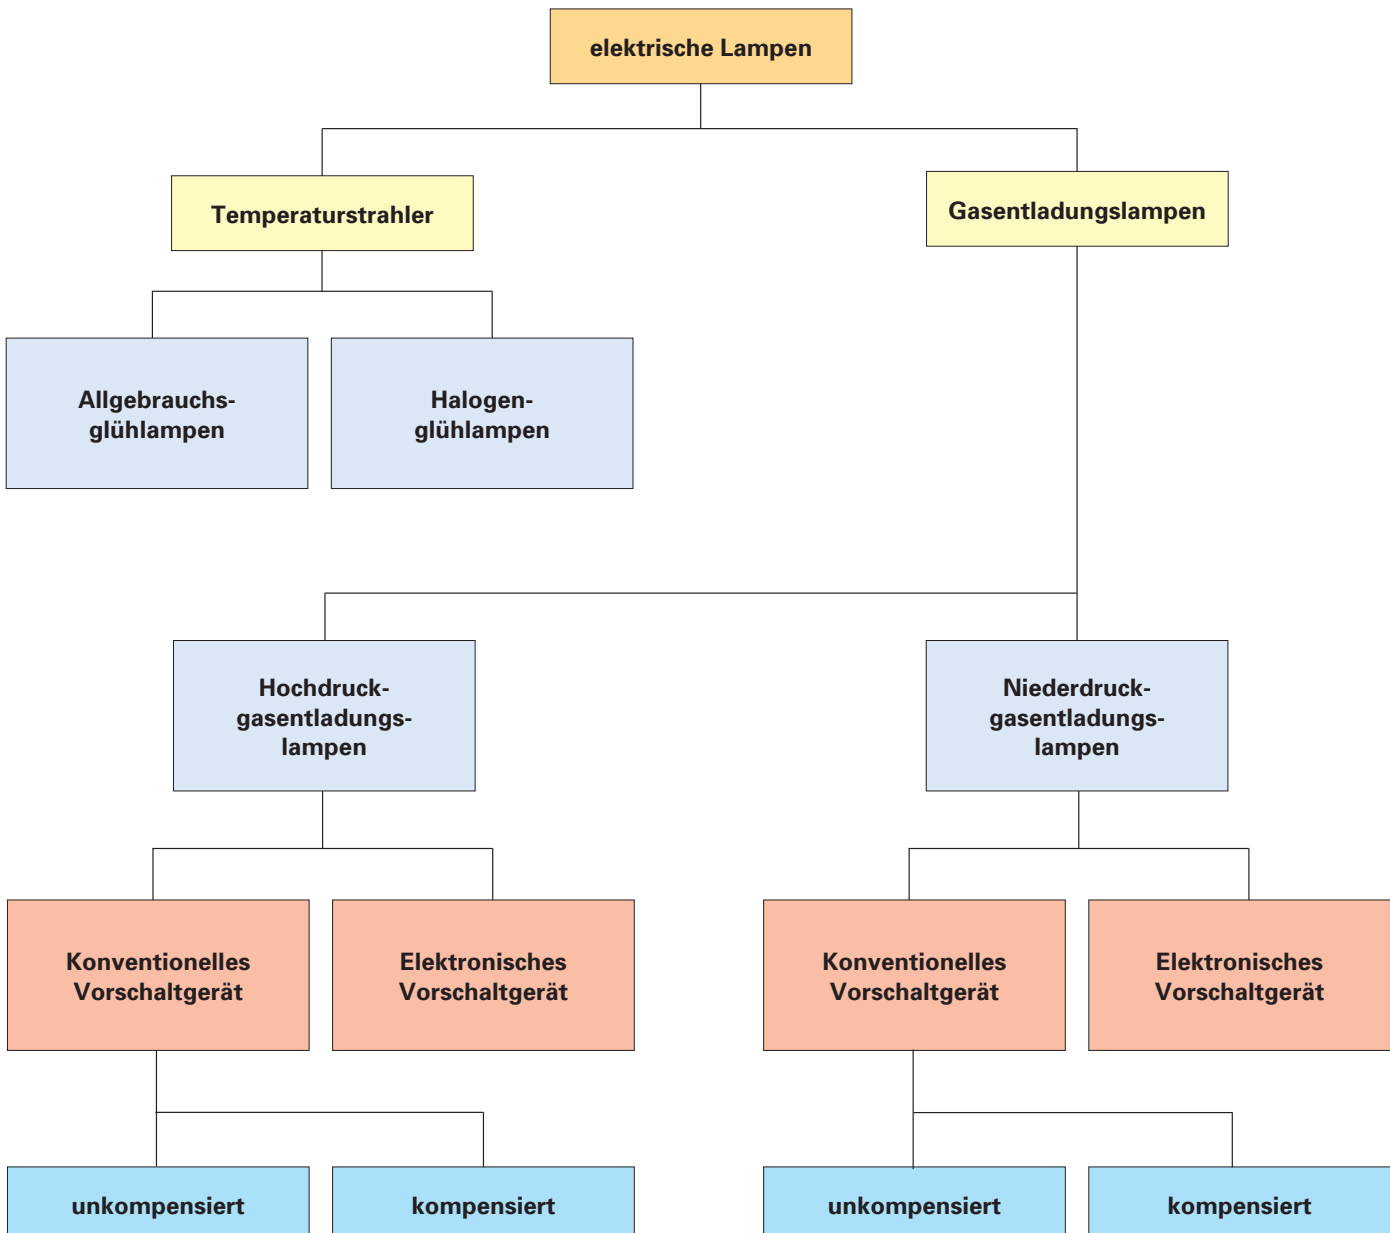 elektrische Lampen
Temperaturstrahler
Gasentladungslampen
Allgebrauchs-
glühlampen
Halogen-
glühlampen
Hochdruck-
gasentladungs-
lampen
Niederdruck-
gasentladungs-
lampen
Konventionelles
Vorschaltgerät
Elektronisches
Vorschaltgerät
Konventionelles
Vorschaltgerät
Elektronisches
Vorschaltgerät
unkompensiert
kompensiert
unkompensiert
kompensiert